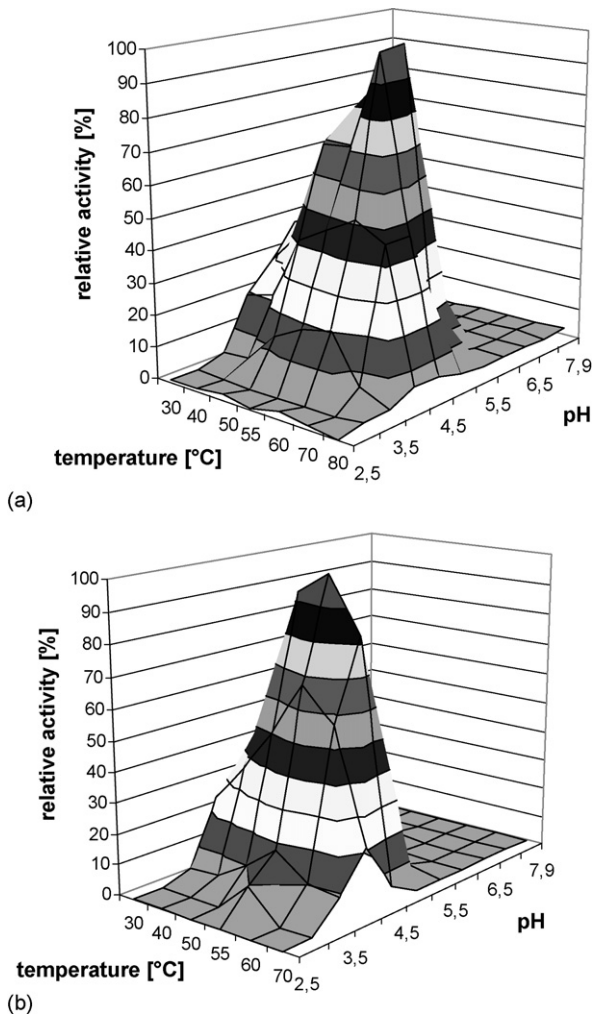 100
90
80
70
60
50
40
30
20
10
0
relative activity [%]
30 40 50 55 60 70 80
temperature [°C]
2,5 3,5 4,5 5,5 6,5 7,9
pH
(a)
100
90
80
70
60
50
40
30
20
10
0
relative activity [%]
30 40 50 55 60 70
temperature [°C]
2,5 3,5 4,5 5,5 6,5 7,9
pH
(b)